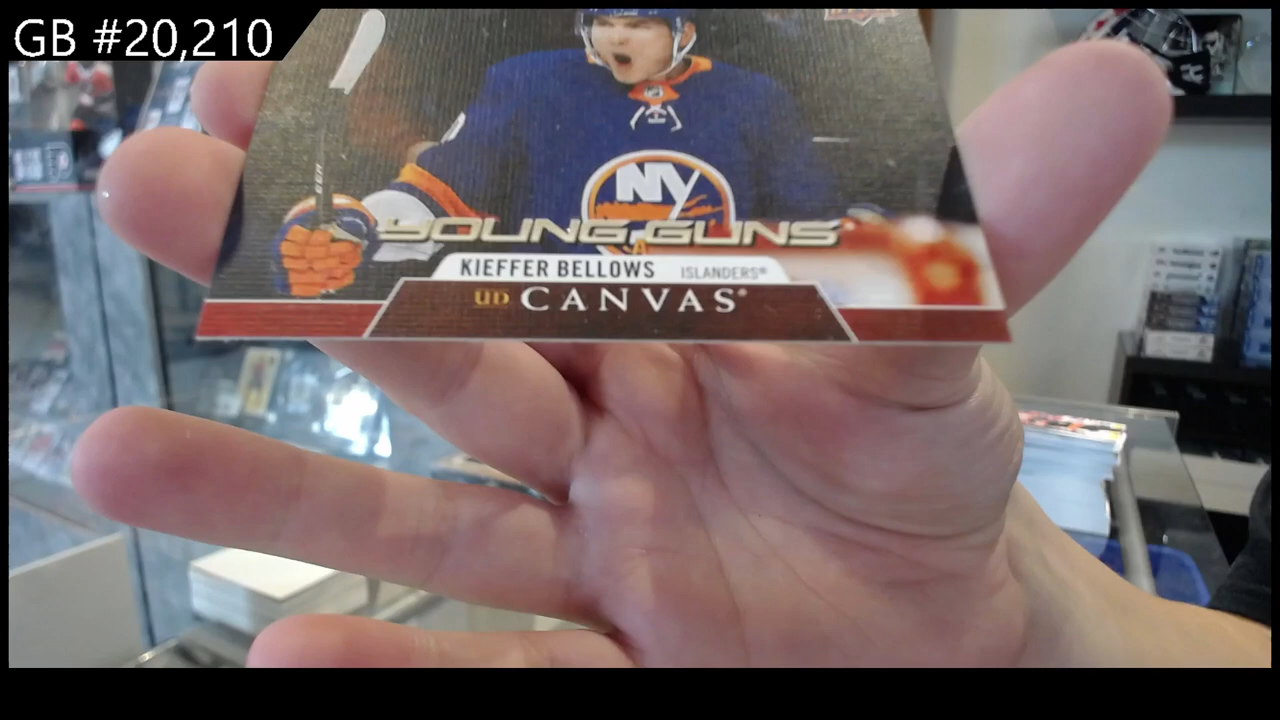 GB #20,210
NY
YOUNG GUNS
KIEFFER BELLOWS ISLANDERS®
UD CANVAS®